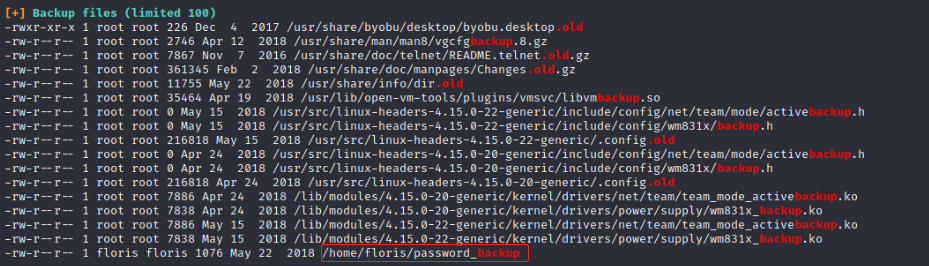 [+] Backup files (limited 100)
-rwxr-xr-x 1 root root 226 Dec  4  2017 /usr/share/byobu/desktop/byobu.desktop.old
-rw-r--r-- 1 root root 2746 Apr 12  2018 /usr/share/man/man8/vgcfgbackup.8.gz
-rw-r--r-- 1 root root 7867 Nov  7  2016 /usr/share/doc/telnet/README.telnet.old.gz
-rw-r--r-- 1 root root 361345 Feb  2  2018 /usr/share/doc/manpages/Changes.old.gz
-rw-r--r-- 1 root root 11755 May 22  2018 /usr/share/info/dir.old
-rw-r--r-- 1 root root 35464 Apr 19  2018 /usr/lib/open-vm-tools/plugins/vmsvc/libvmbackup.so
-rw-r--r-- 1 root root 0 May 15  2018 /usr/src/linux-headers-4.15.0-22-generic/include/config/net/team/mode/activebackup.h
-rw-r--r-- 1 root root 0 May 15  2018 /usr/src/linux-headers-4.15.0-22-generic/include/config/wm831x/backup.h
-rw-r--r-- 1 root root 216818 May 15  2018 /usr/src/linux-headers-4.15.0-22-generic/.config.old
-rw-r--r-- 1 root root 0 Apr 24  2018 /usr/src/linux-headers-4.15.0-20-generic/include/config/net/team/mode/activebackup.h
-rw-r--r-- 1 root root 0 Apr 24  2018 /usr/src/linux-headers-4.15.0-20-generic/include/config/wm831x/backup.h
-rw-r--r-- 1 root root 216818 Apr 24  2018 /usr/src/linux-headers-4.15.0-20-generic/.config.old
-rw-r--r-- 1 root root 7886 Apr 24  2018 /lib/modules/4.15.0-20-generic/kernel/drivers/net/team/team_mode_activebackup.ko
-rw-r--r-- 1 root root 7838 Apr 24  2018 /lib/modules/4.15.0-20-generic/kernel/drivers/power/supply/wm831x_backup.ko
-rw-r--r-- 1 root root 7886 May 15  2018 /lib/modules/4.15.0-22-generic/kernel/drivers/net/team/team_mode_activebackup.ko
-rw-r--r-- 1 root root 7838 May 15  2018 /lib/modules/4.15.0-22-generic/kernel/drivers/power/supply/wm831x_backup.ko
-rw-r--r-- 1 floris floris 1076 May 22  2018 /home/floris/password_backup